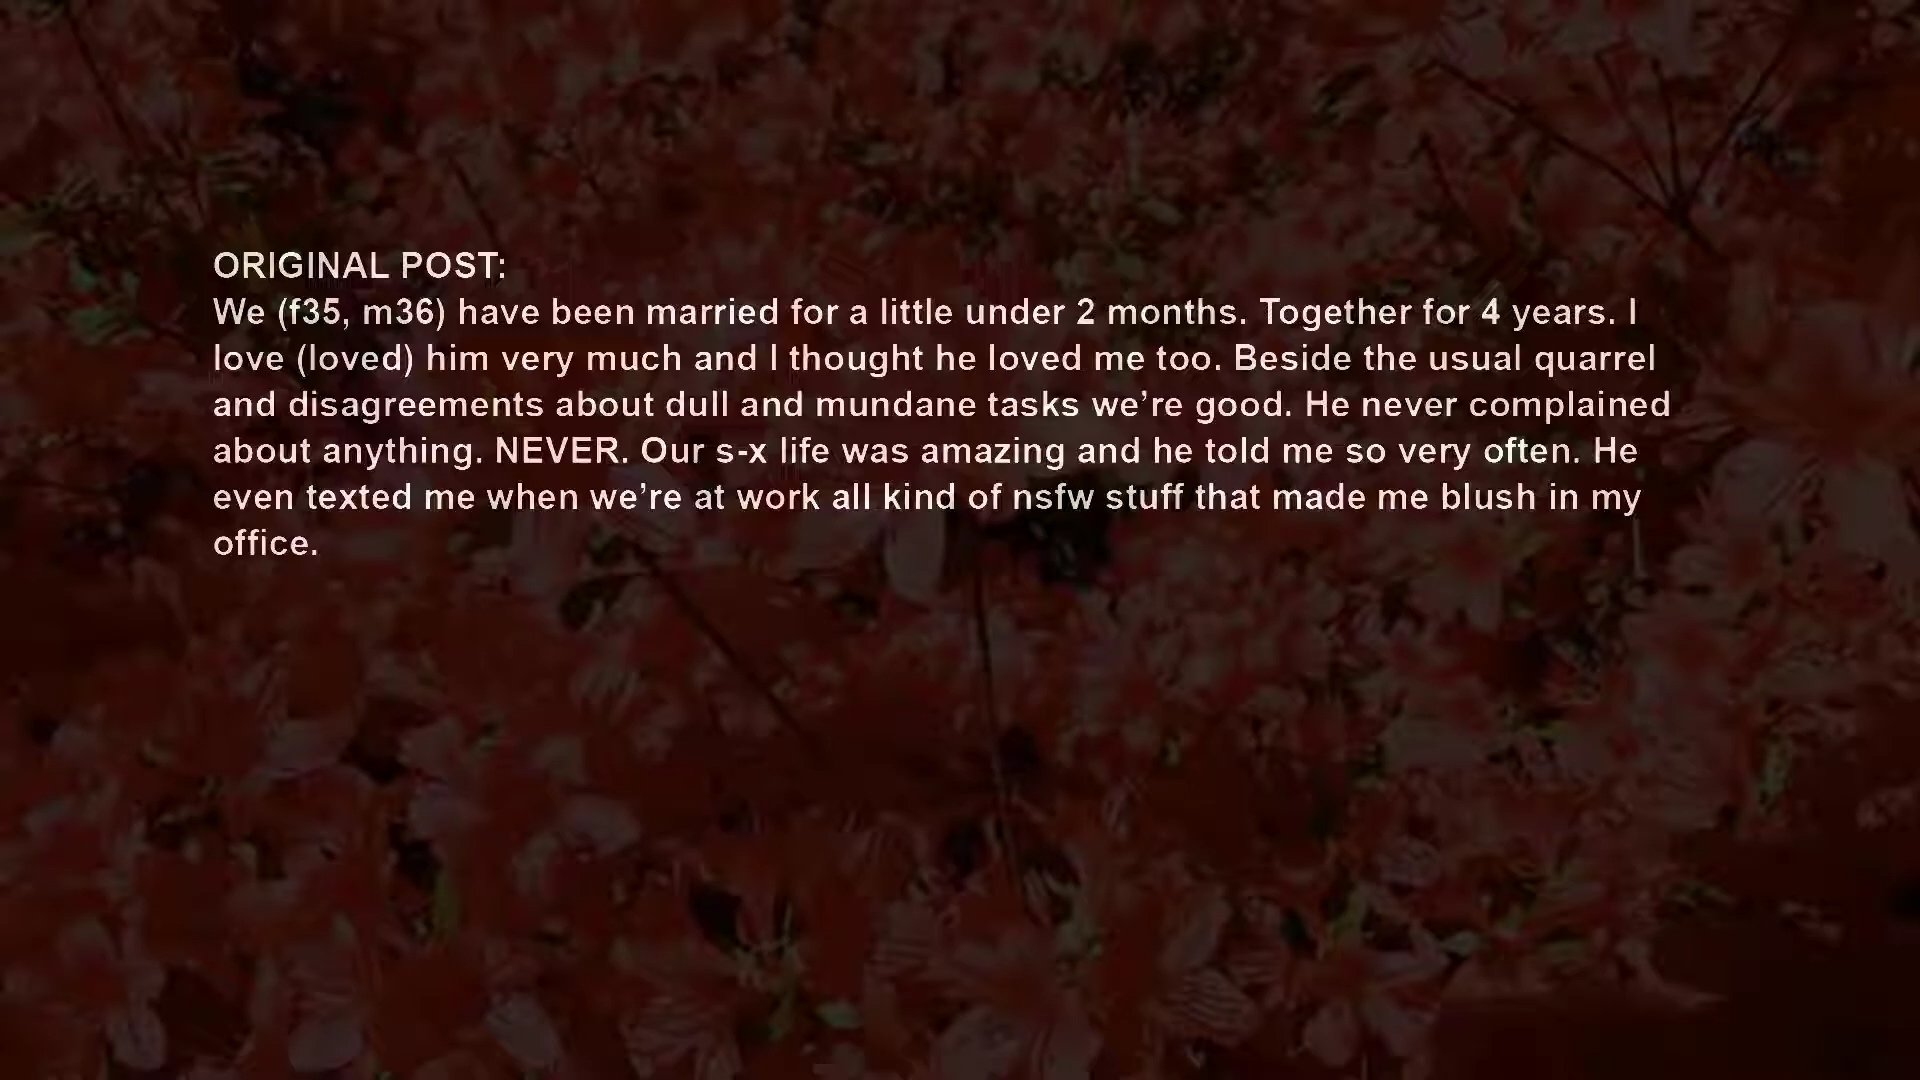 ORIGINAL POST:
We (f35, m36) have been married for a little under 2 months. Together for 4 years. I
love (loved) him very much and I thought he loved me too. Beside the usual quarrel
and disagreements about dull and mundane tasks we’re good. He never complained
about anything. NEVER. Our s-x life was amazing and he told me so very often. He
even texted me when we’re at work all kind of nsfw stuff that made me blush in my
office.